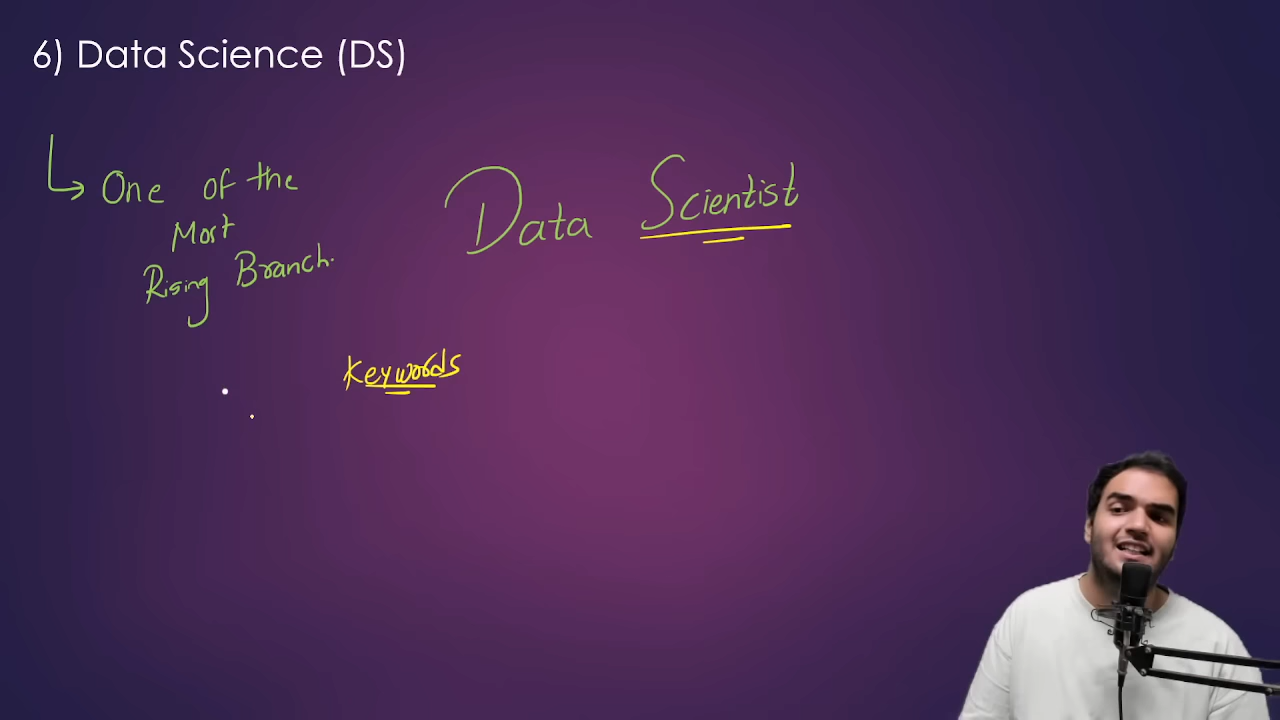 6) Data Science (DS)
One of the
Most
Rising Branch.
Data Scientist
Keywords